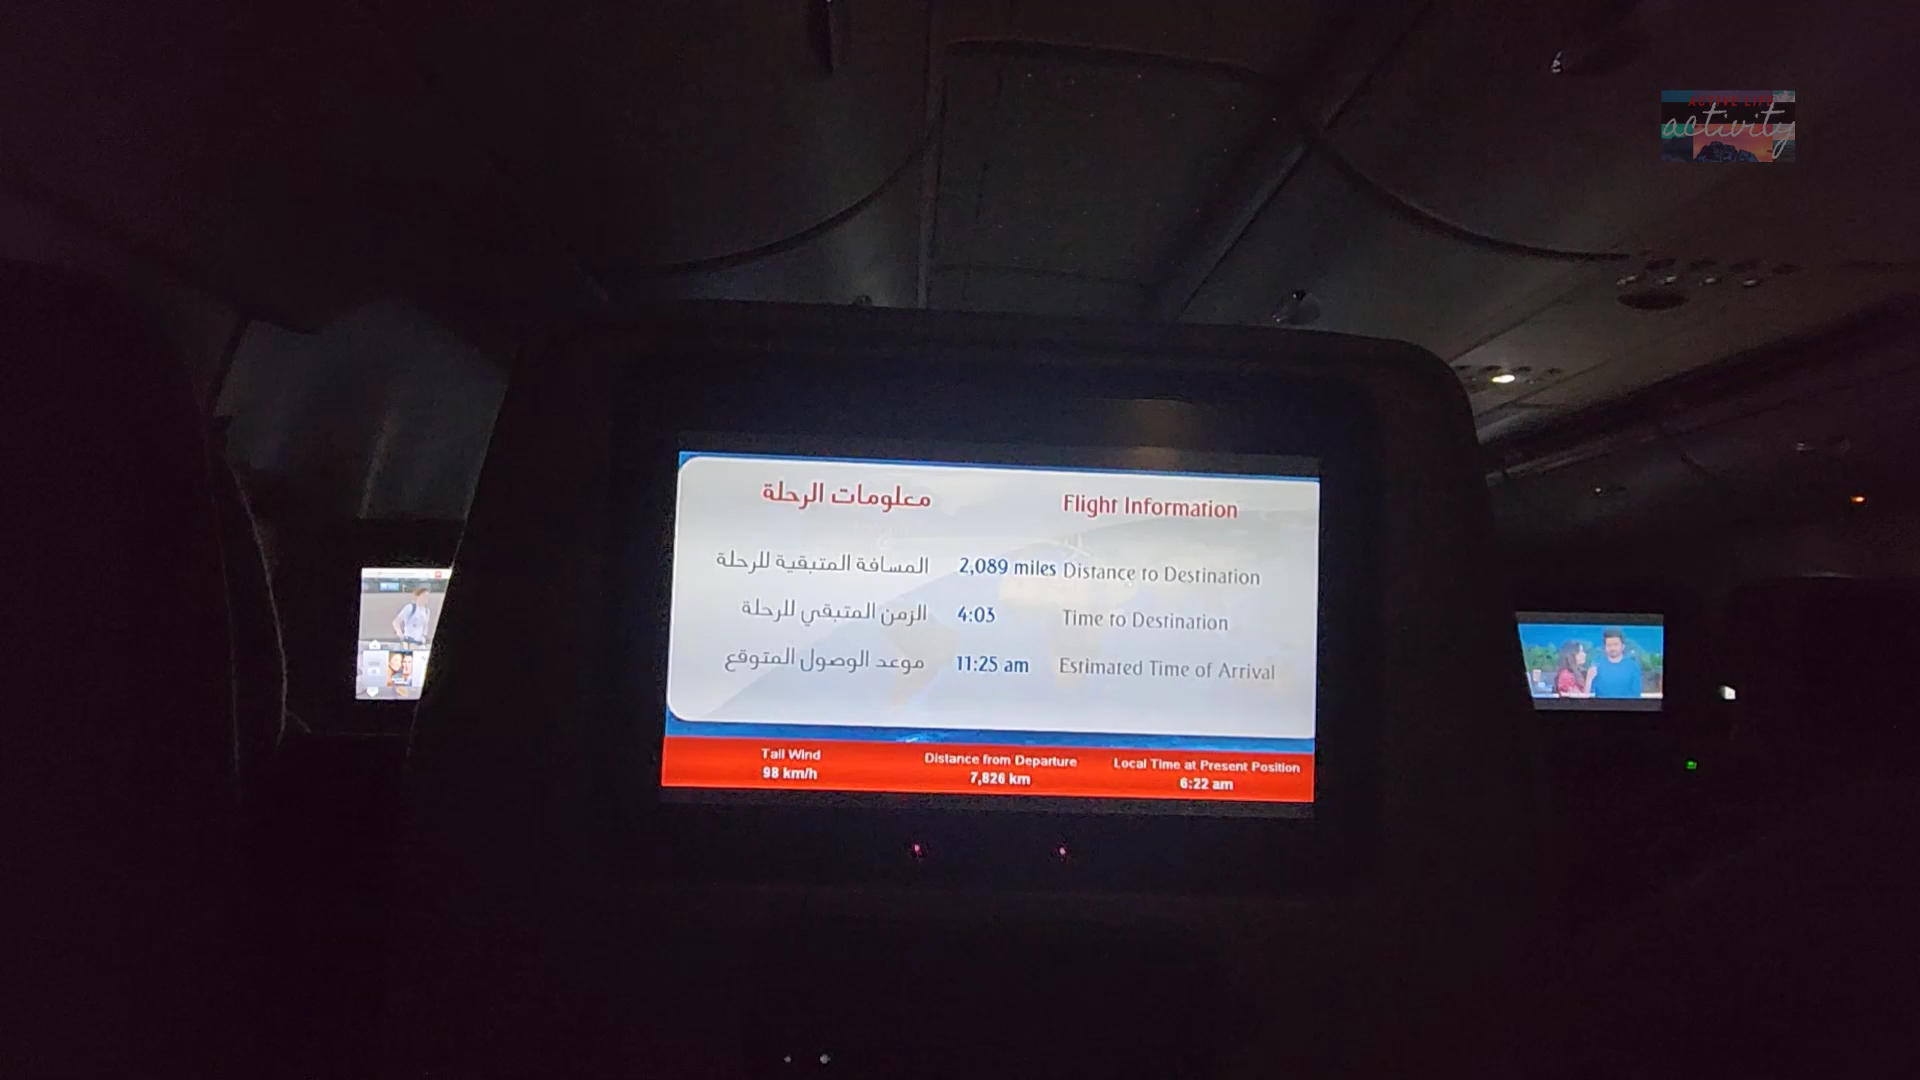 ACTIVE LIFE
activity
معلومات الرحلة Flight Information
المسافة المتبقية للرحلة 2,089 miles Distance to Destination
الزمن المتبقي للرحلة 4:03 Time to Destination
موعد الوصول المتوقع 11:25 am Estimated Time of Arrival
Tail Wind
98 km/h
Distance from Departure
7,826 km
Local Time at Present Position
6:22 am